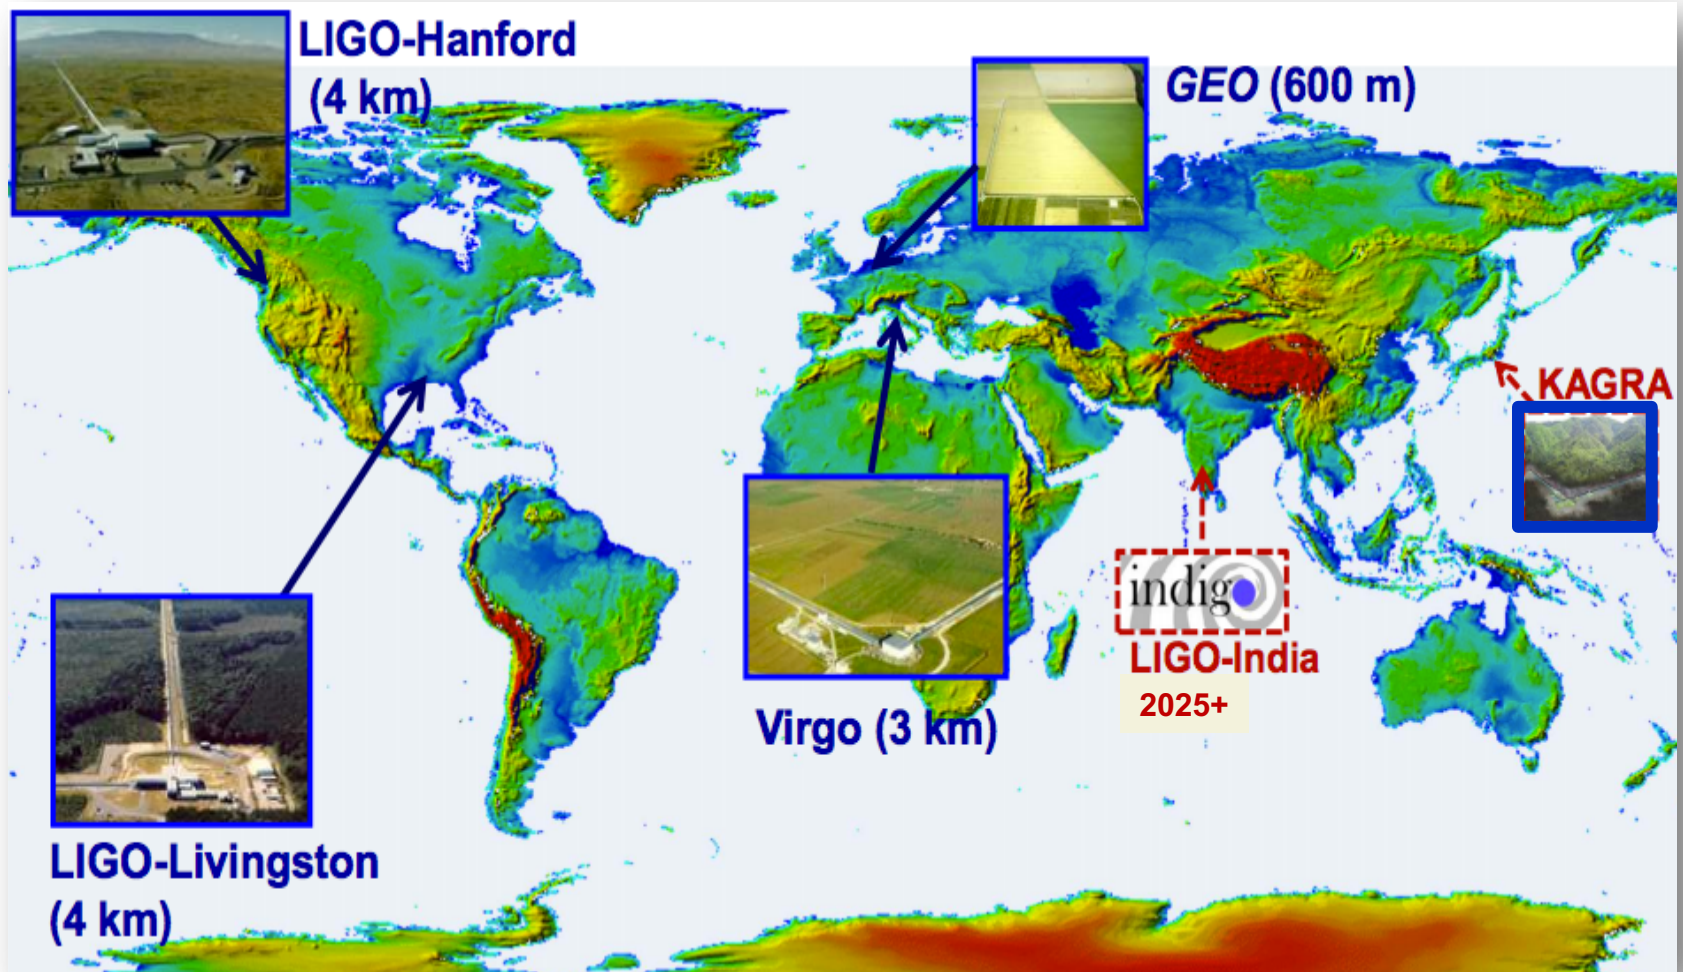 LIGO-Hanford
(4 km)
GEO (600 m)
KAGRA
indigo
LIGO-India
2025+
Virgo (3 km)
LIGO-Livingston
(4 km)